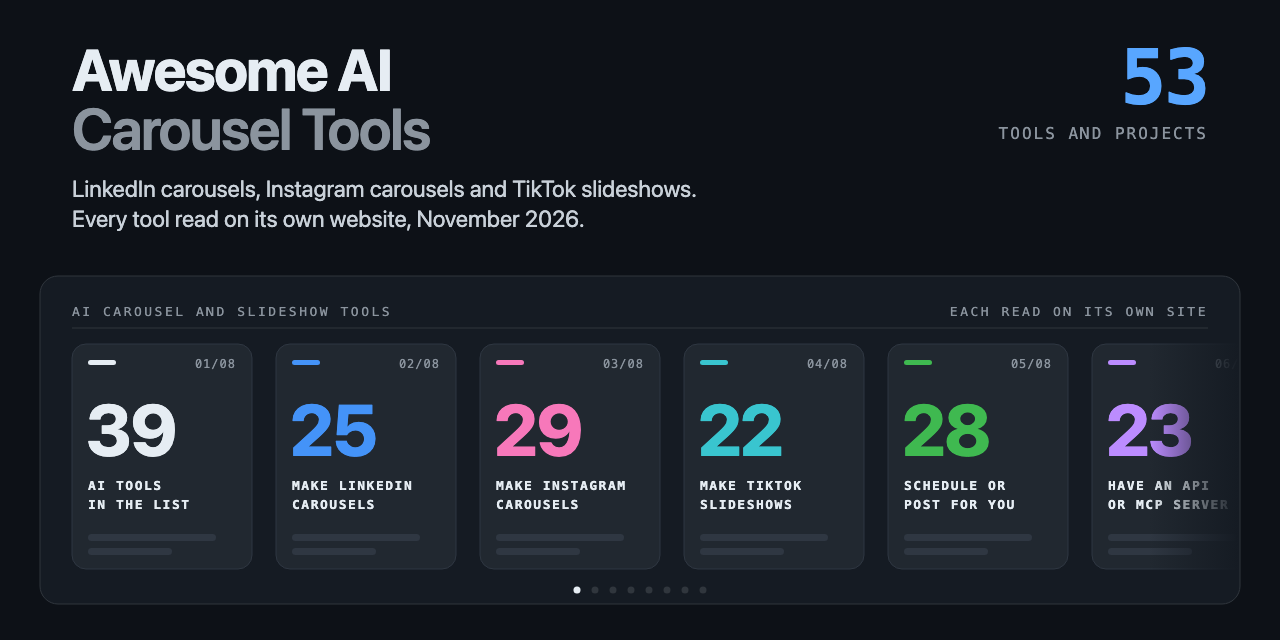 Awesome AI
Carousel Tools
53
TOOLS AND PROJECTS
LinkedIn carousels, Instagram carousels and TikTok slideshows.
Every tool read on its own website, November 2026.
AI CAROUSEL AND SLIDESHOW TOOLS
EACH READ ON ITS OWN SITE
01/08
39
AI TOOLS
IN THE LIST
02/08
25
MAKE LINKEDIN
CAROUSELS
03/08
29
MAKE INSTAGRAM
CAROUSELS
04/08
22
MAKE TIKTOK
SLIDESHOWS
05/08
28
SCHEDULE OR
POST FOR YOU
23
HAVE AN API
OR MCP SERVER